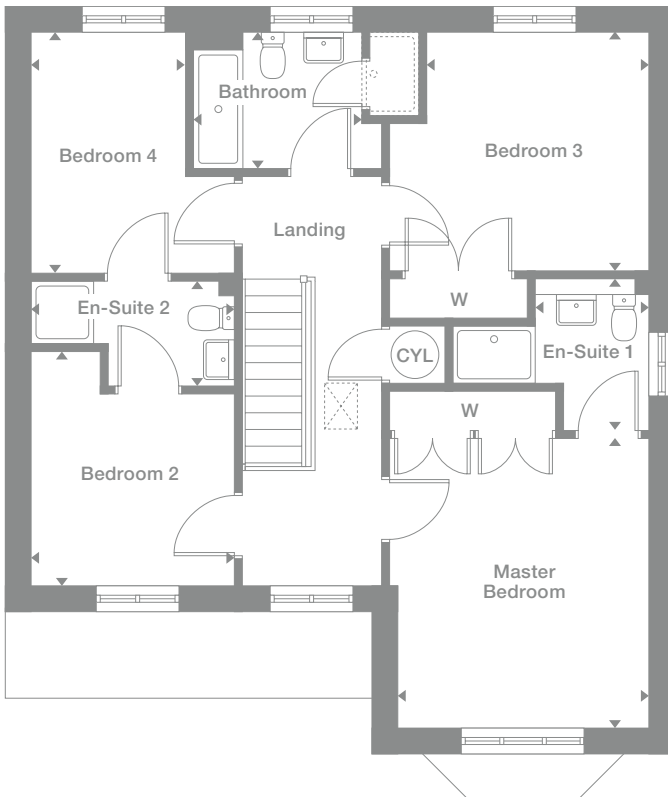 Bathroom
Bedroom 4
Bedroom 3
Landing
W
En-Suite 2
En-Suite 1
CYL
W
Bedroom 2
Master
Bedroom